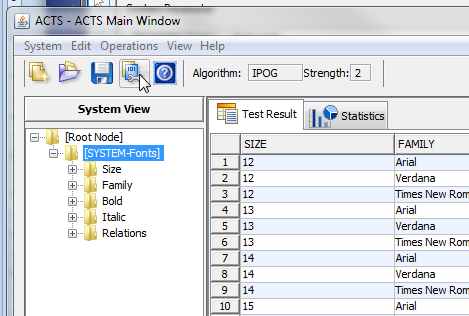 ACTS - ACTS Main Window
System Edit Operations View Help
Algorithm: IPOG Strength: 2
System View
[Root Node]
[SYSTEM-Fonts]
Size
Family
Bold
Italic
Relations
Test Result Statistics
SIZE FAMILY
1 12 Arial
2 12 Verdana
3 12 Times New Rom
4 13 Arial
5 13 Verdana
6 13 Times New Rom
7 14 Arial
8 14 Verdana
9 14 Times New Rom
10 15 Arial